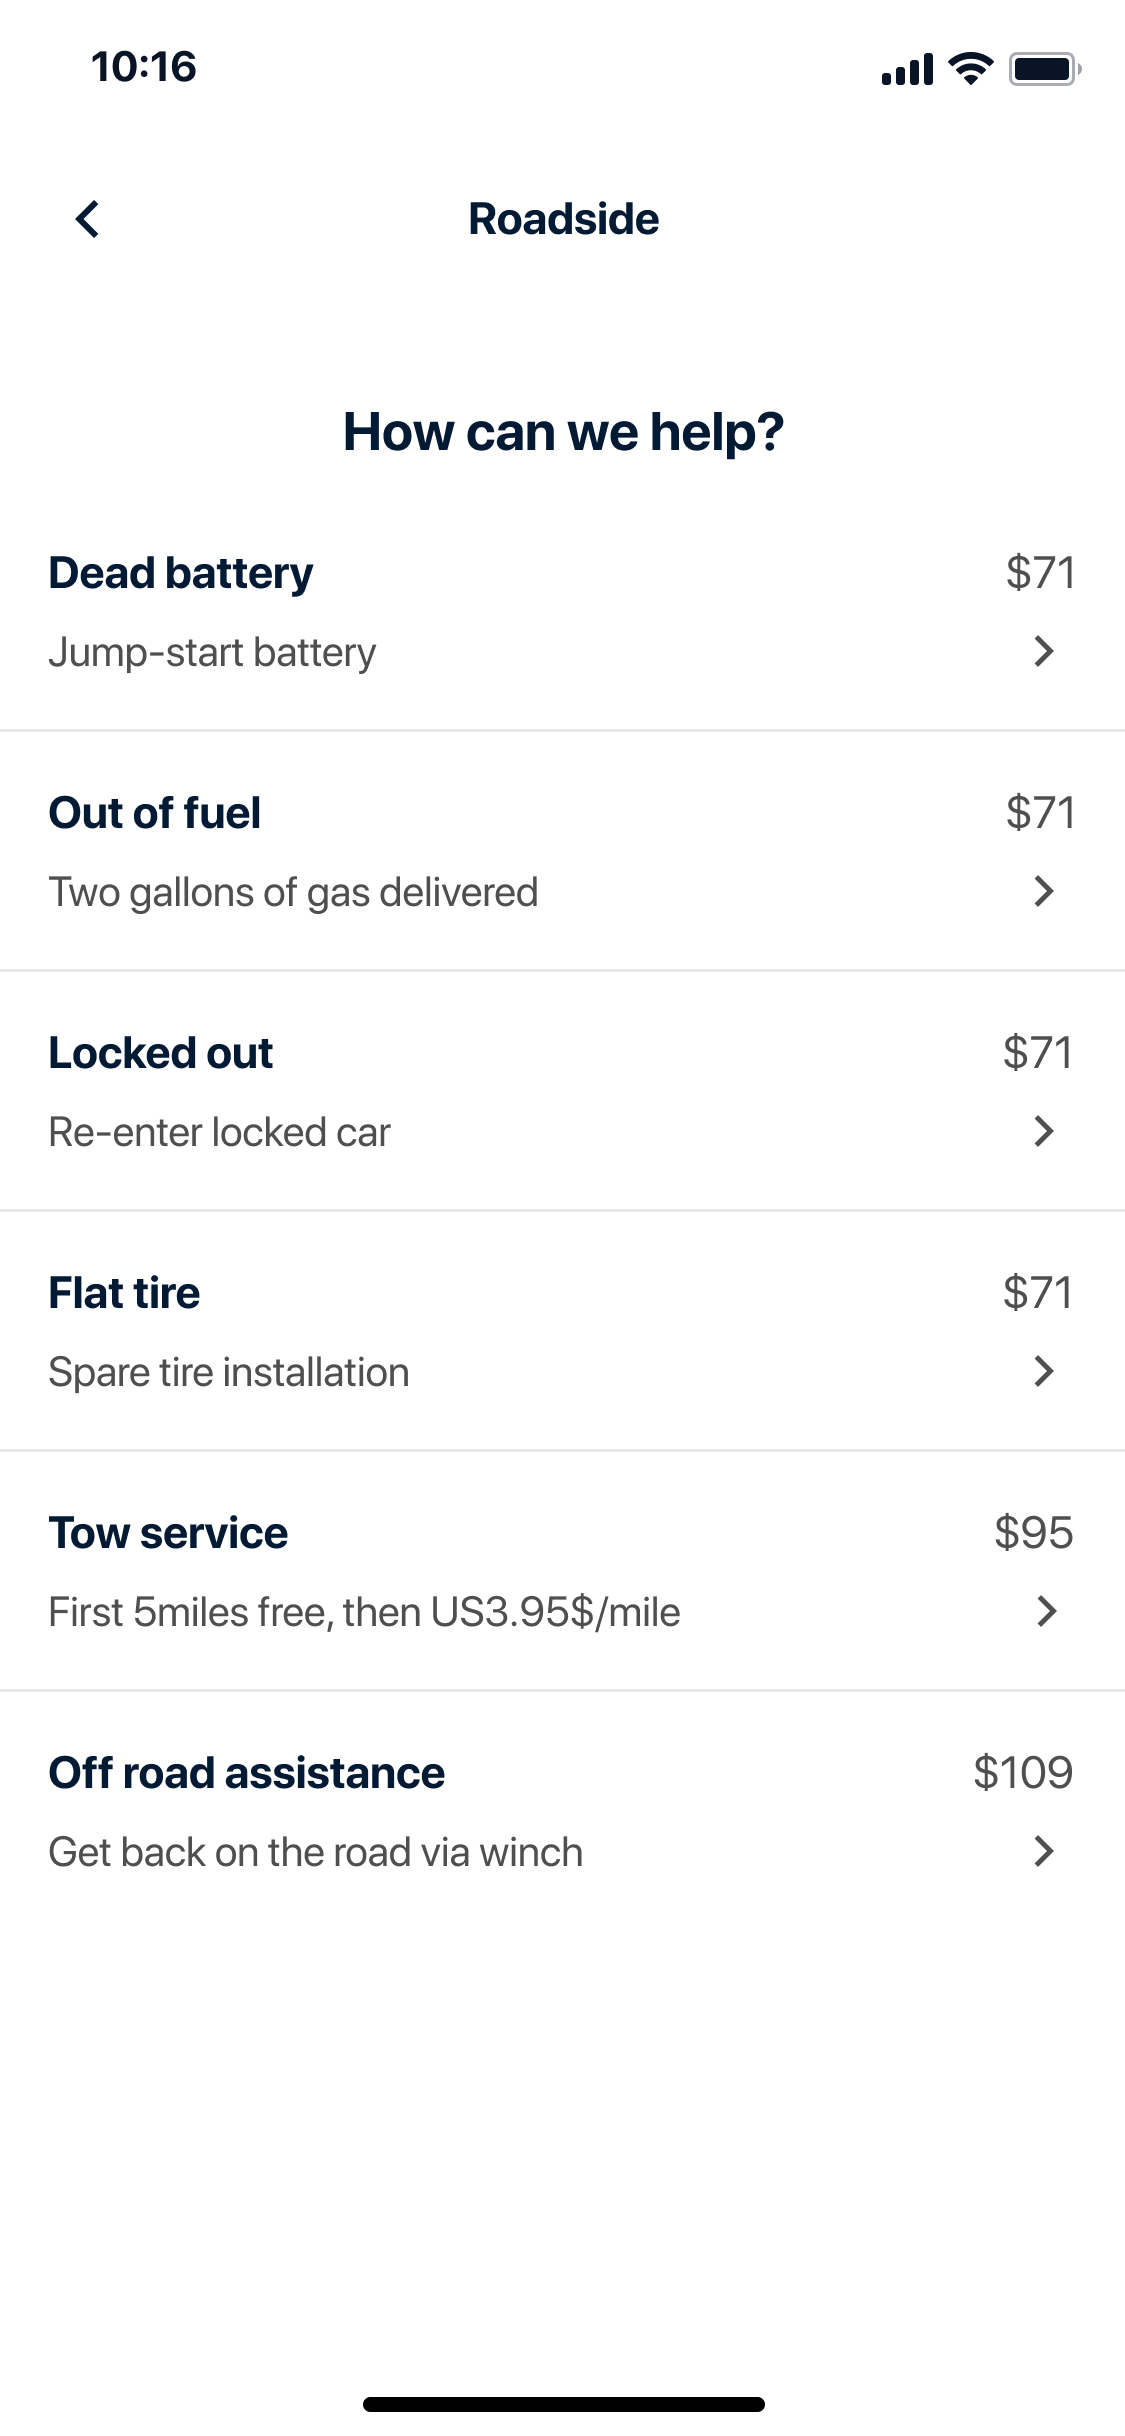 10:16
Roadside
How can we help?
Dead battery $71
Jump-start battery
Out of fuel $71
Two gallons of gas delivered
Locked out $71
Re-enter locked car
Flat tire $71
Spare tire installation
Tow service $95
First 5miles free, then US3.95$/mile
Off road assistance $109
Get back on the road via winch